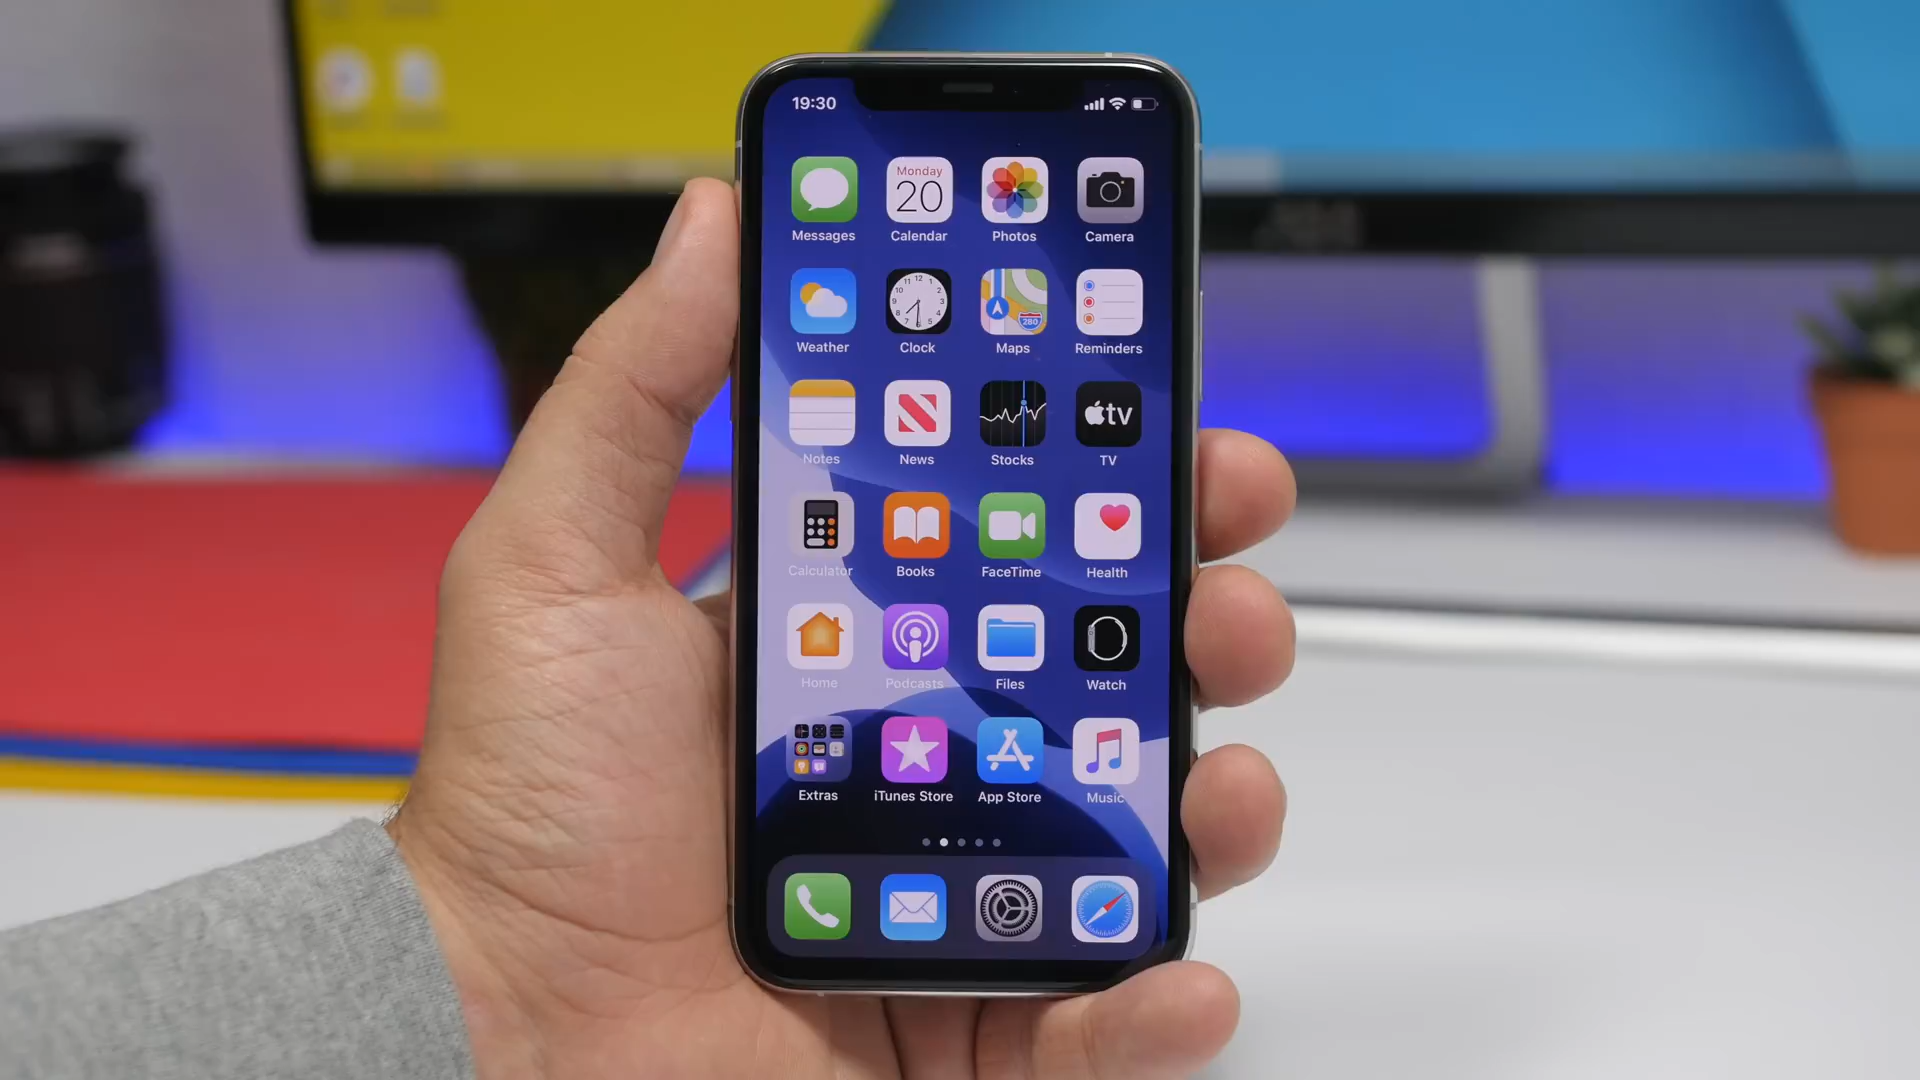 19:30
Monday
20
Messages Calendar Photos Camera
280
Weather Clock Maps Reminders
tv
Notes News Stocks TV
Calculator Books FaceTime Health
Home Podcasts Files Watch
Extras iTunes Store App Store Music